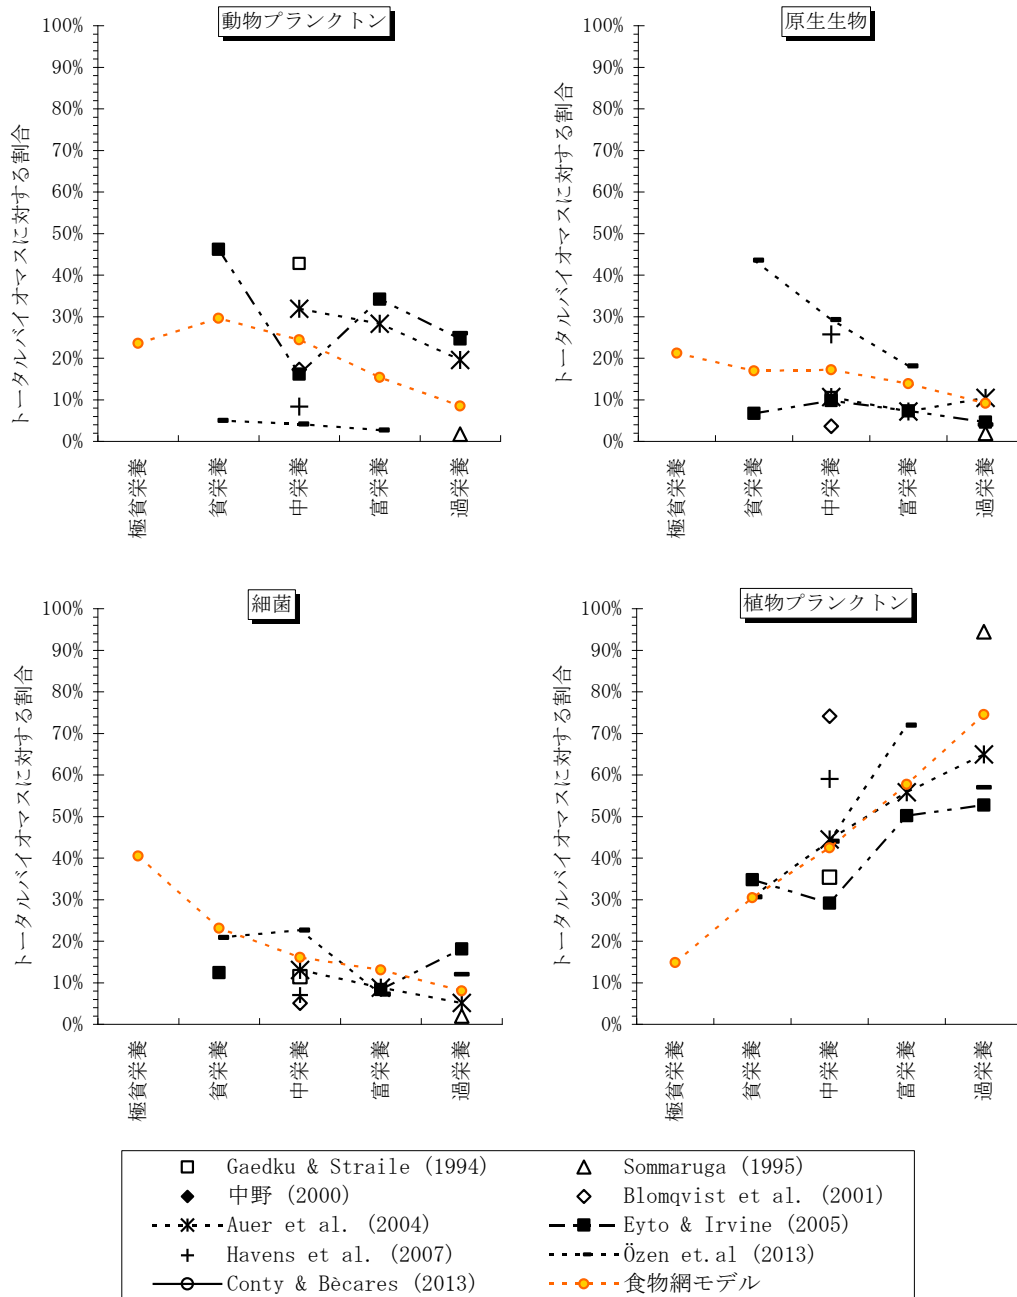 動物プランクトン
トータルバイオマスに対する割合
100%
90%
80%
70%
60%
50%
40%
30%
20%
10%
0%
極貧栄養
貧栄養
中栄養
富栄養
過栄養
原生生物
トータルバイオマスに対する割合
100%
90%
80%
70%
60%
50%
40%
30%
20%
10%
0%
極貧栄養
貧栄養
中栄養
富栄養
過栄養
細菌
トータルバイオマスに対する割合
100%
90%
80%
70%
60%
50%
40%
30%
20%
10%
0%
極貧栄養
貧栄養
中栄養
富栄養
過栄養
植物プランクトン
トータルバイオマスに対する割合
100%
90%
80%
70%
60%
50%
40%
30%
20%
10%
0%
極貧栄養
貧栄養
中栄養
富栄養
過栄養
Gaedku & Straile (1994)
Sommaruga (1995)
中野 (2000)
Blomqvist et al. (2001)
Auer et al. (2004)
Eyto & Irvine (2005)
Havens et al. (2007)
Özen et.al (2013)
Conty & Bècares (2013)
食物網モデル